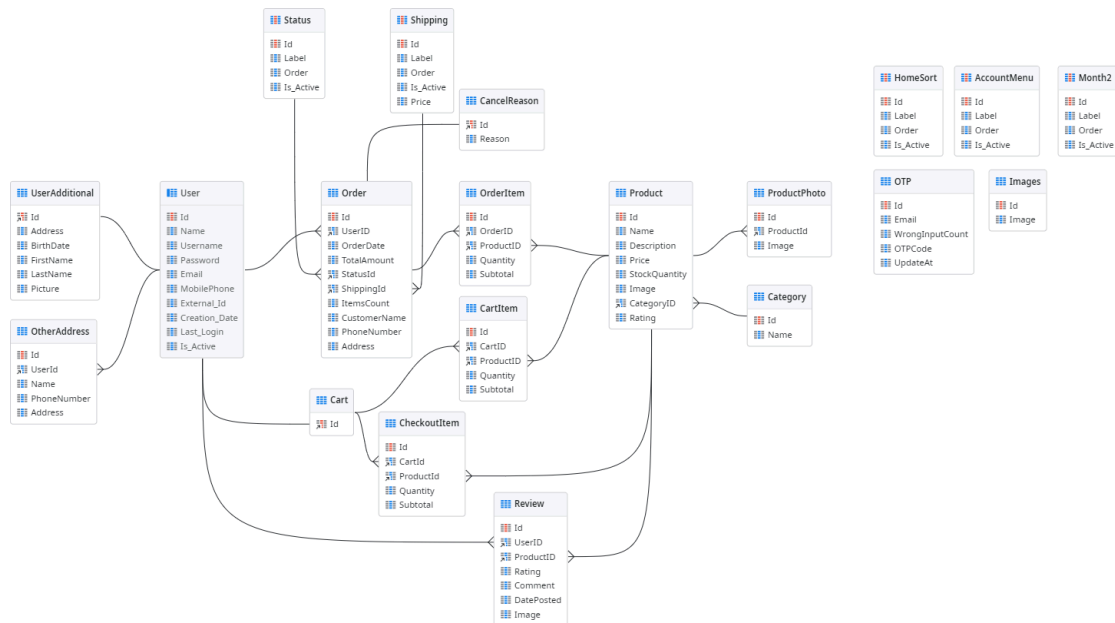 Status
Id
Label
Order
Is_Active
Shipping
Id
Label
Order
Is_Active
Price
CancelReason
Id
Reason
HomeSort
Id
Label
Order
Is_Active
AccountMenu
Id
Label
Order
Is_Active
Month2
Id
Label
Order
Is_Active
UserAdditional
Id
Address
BirthDate
FirstName
LastName
Picture
User
Id
Name
Username
Password
Email
MobilePhone
External_Id
Creation_Date
Last_Login
Is_Active
Order
Id
UserID
OrderDate
TotalAmount
StatusId
ShippingId
ItemsCount
CustomerName
PhoneNumber
Address
OrderItem
Id
OrderID
ProductID
Quantity
Subtotal
Product
Id
Name
Description
Price
StockQuantity
Image
CategoryID
Rating
ProductPhoto
Id
ProductId
Image
OTP
Id
Email
WrongInputCount
OTPCode
UpdateAt
Images
Id
Image
Category
Id
Name
CartItem
Id
CartID
ProductID
Quantity
Subtotal
OtherAddress
Id
UserId
Name
PhoneNumber
Address
Cart
Id
CheckoutItem
Id
CartId
ProductId
Quantity
Subtotal
Review
Id
UserID
ProductID
Rating
Comment
DatePosted
Image